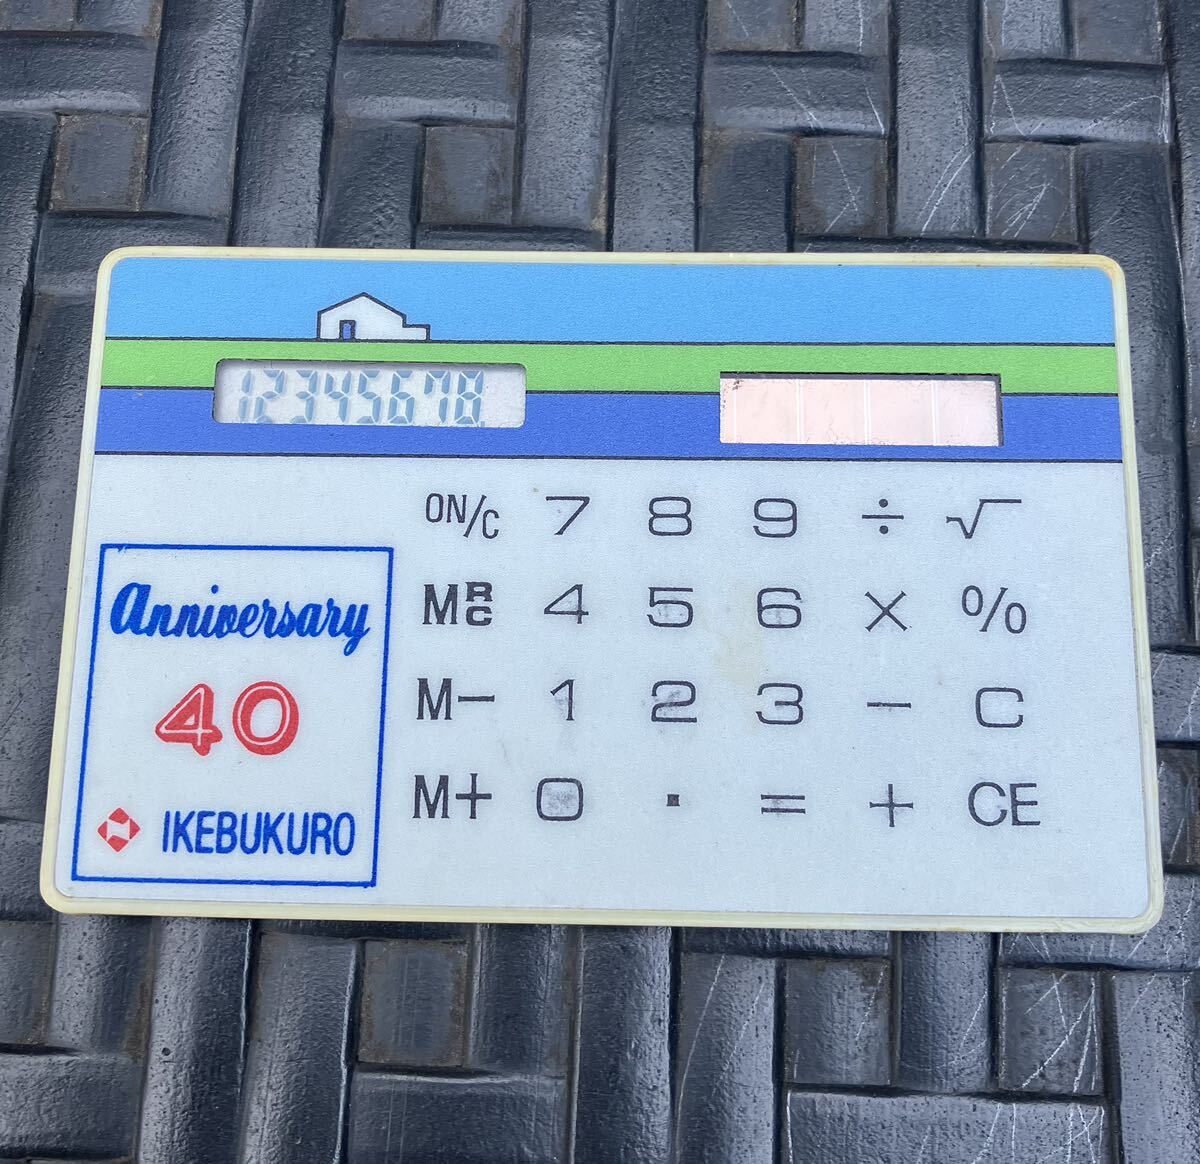 12345678.
ON/C 7 8 9 ÷ √
MRC 4 5 6 × %
M− 1 2 3 − C
M+ 0 . = + CE
Anniversary
40
IKEBUKURO